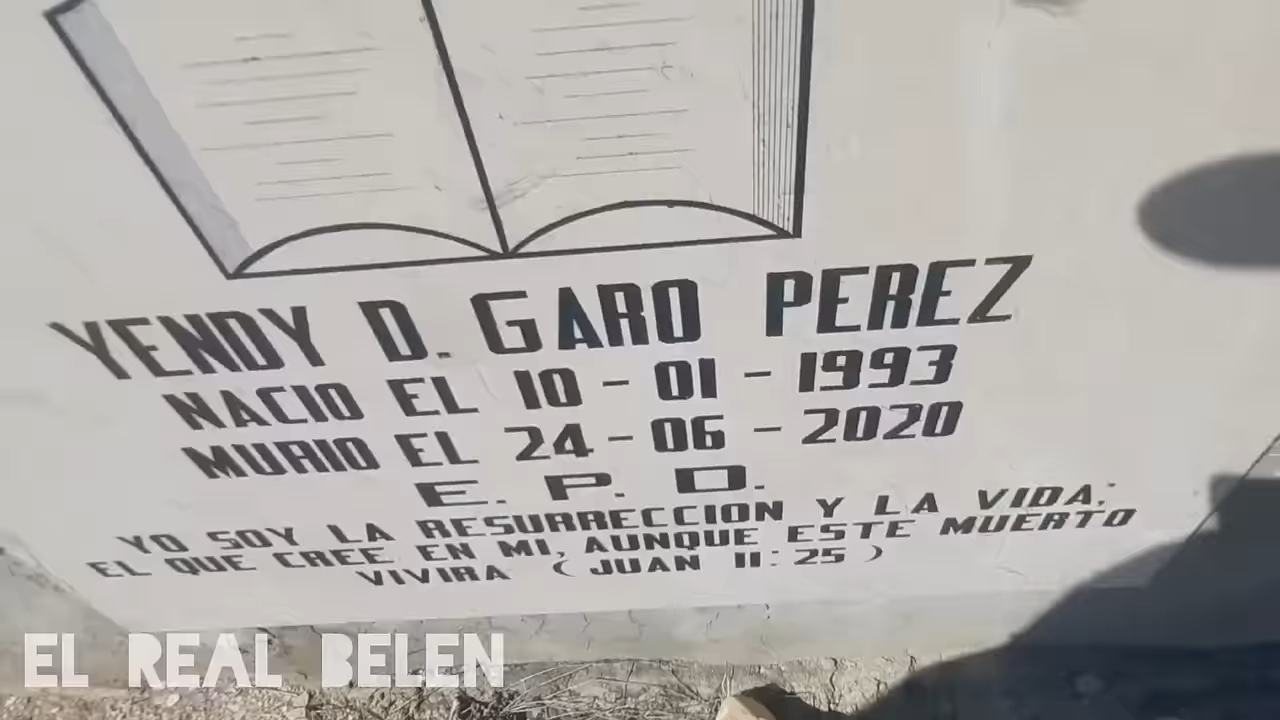 YENDY D. GARO PEREZ
NACIO EL 10 - 01 - 1993
MURIO EL 24 - 06 - 2020
E. P. D.
YO SOY LA RESURRECCION Y LA VIDA;
EL QUE CREE EN MI, AUNQUE ESTE MUERTO
VIVIRA (JUAN 11:25)
EL REAL BELEN